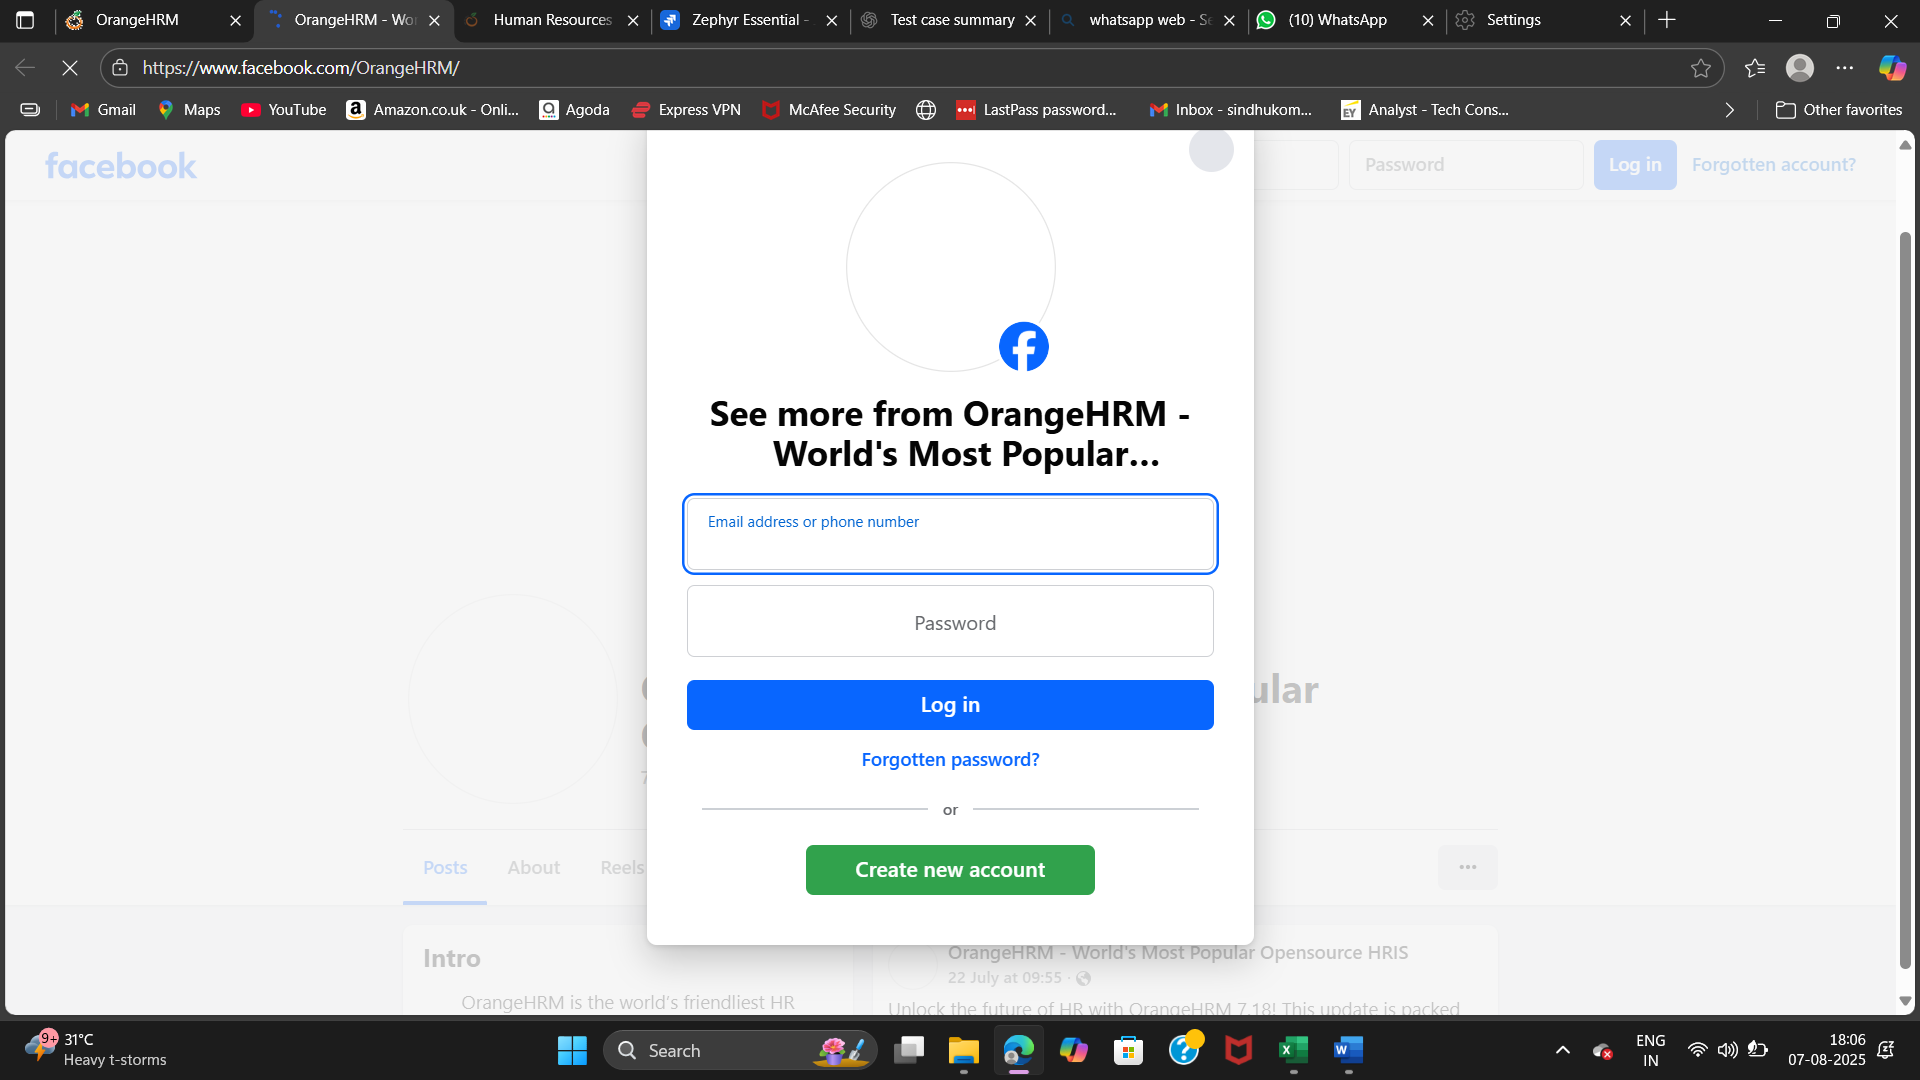 OrangeHRM
OrangeHRM - Wor
Human Resources
Zephyr Essential -
Test case summary
whatsapp web - Se
(10) WhatsApp
Settings
https://www.facebook.com/OrangeHRM/
Gmail
Maps
YouTube
Amazon.co.uk - Onli...
Agoda
Express VPN
McAfee Security
LastPass password...
Inbox - sindhukom...
Analyst - Tech Cons...
Other favorites
facebook
Password
Log in
Forgotten account?
See more from OrangeHRM -
World's Most Popular...
Email address or phone number
Password
Log in
Forgotten password?
or
Create new account
ular
Posts
About
Reels
Intro
OrangeHRM is the world's friendliest HR
OrangeHRM - World's Most Popular Opensource HRIS
22 July at 09:55 ·
Unlock the future of HR with OrangeHRM 7.18! This update is packed
9+
31°C
Heavy t-storms
Search
ENG
IN
18:06
07-08-2025